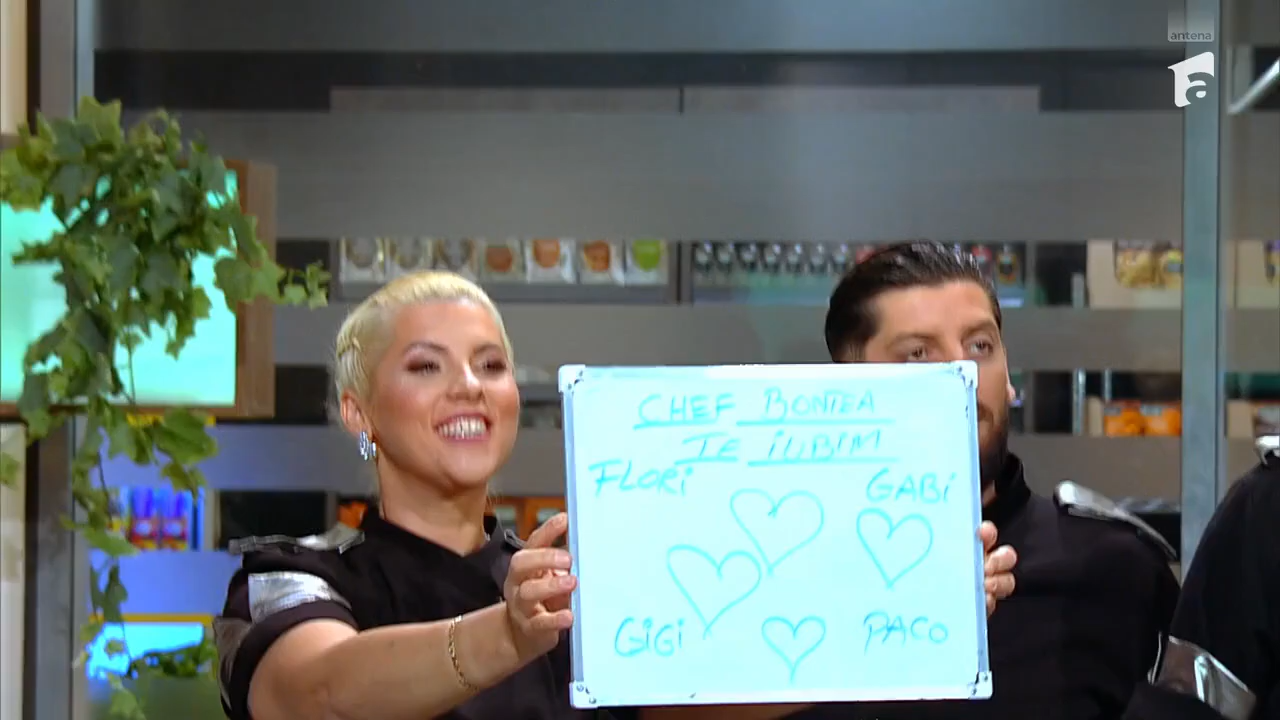 antena
a
CHEF BONTEA
TE IUBIM
FLORi
GABi
GiGi
PACO